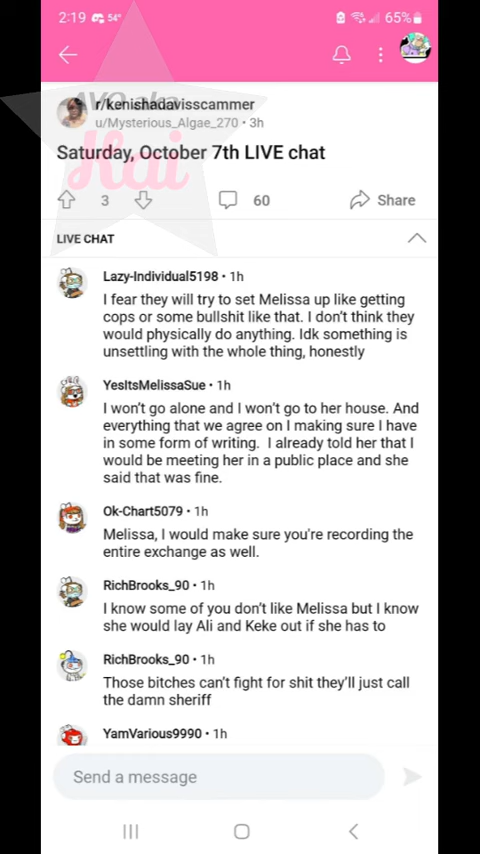 2:19 54° 65%
AYO aka
Kai
r/kenishadavisscammer
u/Mysterious_Algae_270 • 3h
Saturday, October 7th LIVE chat
3 60 Share
LIVE CHAT
Lazy-Individual5198 • 1h
I fear they will try to set Melissa up like getting
cops or some bullshit like that. I don't think they
would physically do anything. Idk something is
unsettling with the whole thing, honestly
YesItsMelissaSue • 1h
I won't go alone and I won't go to her house. And
everything that we agree on I making sure I have
in some form of writing. I already told her that I
would be meeting her in a public place and she
said that was fine.
Ok-Chart5079 • 1h
Melissa, I would make sure you're recording the
entire exchange as well.
RichBrooks_90 • 1h
I know some of you don't like Melissa but I know
she would lay Ali and Keke out if she has to
RichBrooks_90 • 1h
Those bitches can't fight for shit they'll just call
the damn sheriff
YamVarious9990 • 1h
Send a message